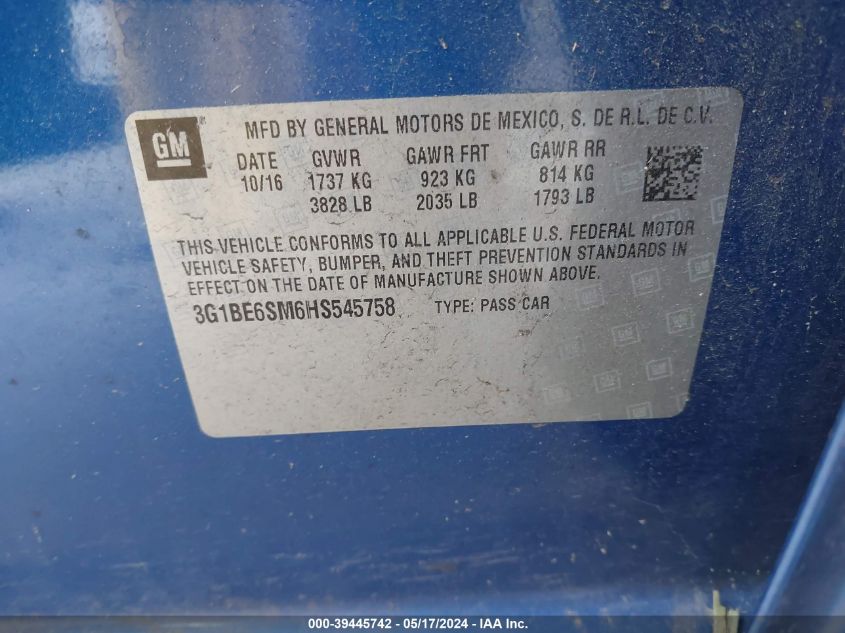 GM
MFD BY GENERAL MOTORS DE MEXICO, S. DE R.L. DE C.V.
DATE GVWR GAWR FRT GAWR RR
10/16 1737 KG 923 KG 814 KG
3828 LB 2035 LB 1793 LB
THIS VEHICLE CONFORMS TO ALL APPLICABLE U.S. FEDERAL MOTOR
VEHICLE SAFETY, BUMPER, AND THEFT PREVENTION STANDARDS IN
EFFECT ON THE DATE OF MANUFACTURE SHOWN ABOVE.
3G1BE6SM6HS545758 TYPE: PASS CAR
000-39445742 - 05/17/2024 - IAA Inc.